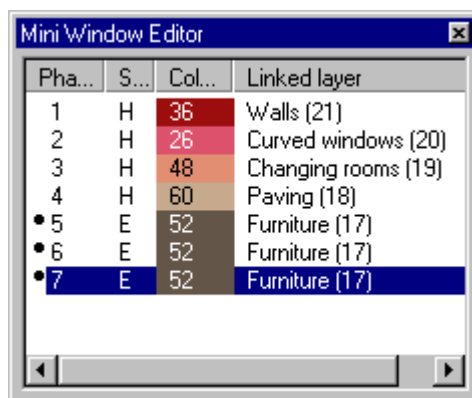 Mini Window Editor
Pha... S... Col... Linked layer
1 H 36 Walls (21)
2 H 26 Curved windows (20)
3 H 48 Changing rooms (19)
4 H 60 Paving (18)
5 E 52 Furniture (17)
6 E 52 Furniture (17)
7 E 52 Furniture (17)